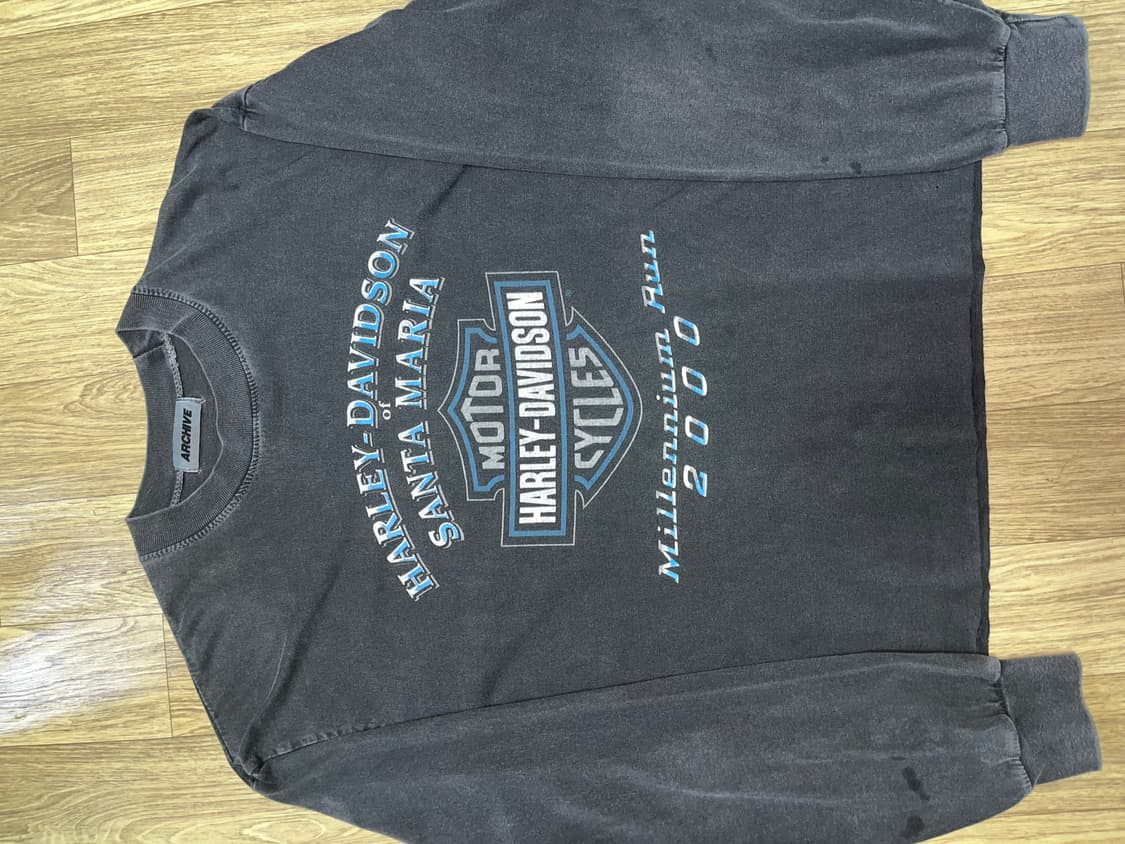 ARCHIVE
HARLEY-DAVIDSON
of
SANTA MARIA
MOTOR
HARLEY-DAVIDSON
CYCLES
®
Millennium Run
2000